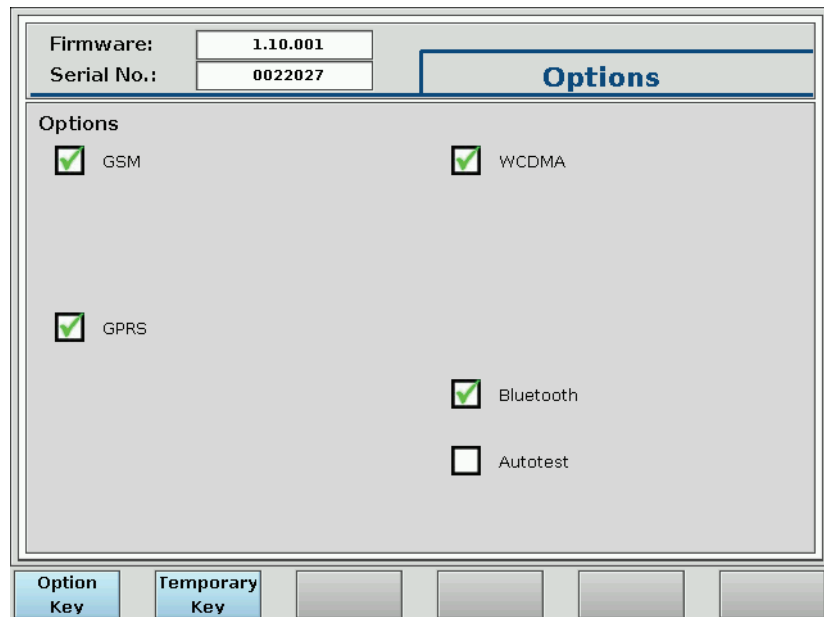 Firmware: 1.10.001
Serial No.: 0022027
Options
Options
GSM
WCDMA
GPRS
Bluetooth
Autotest
Option
Key
Temporary
Key